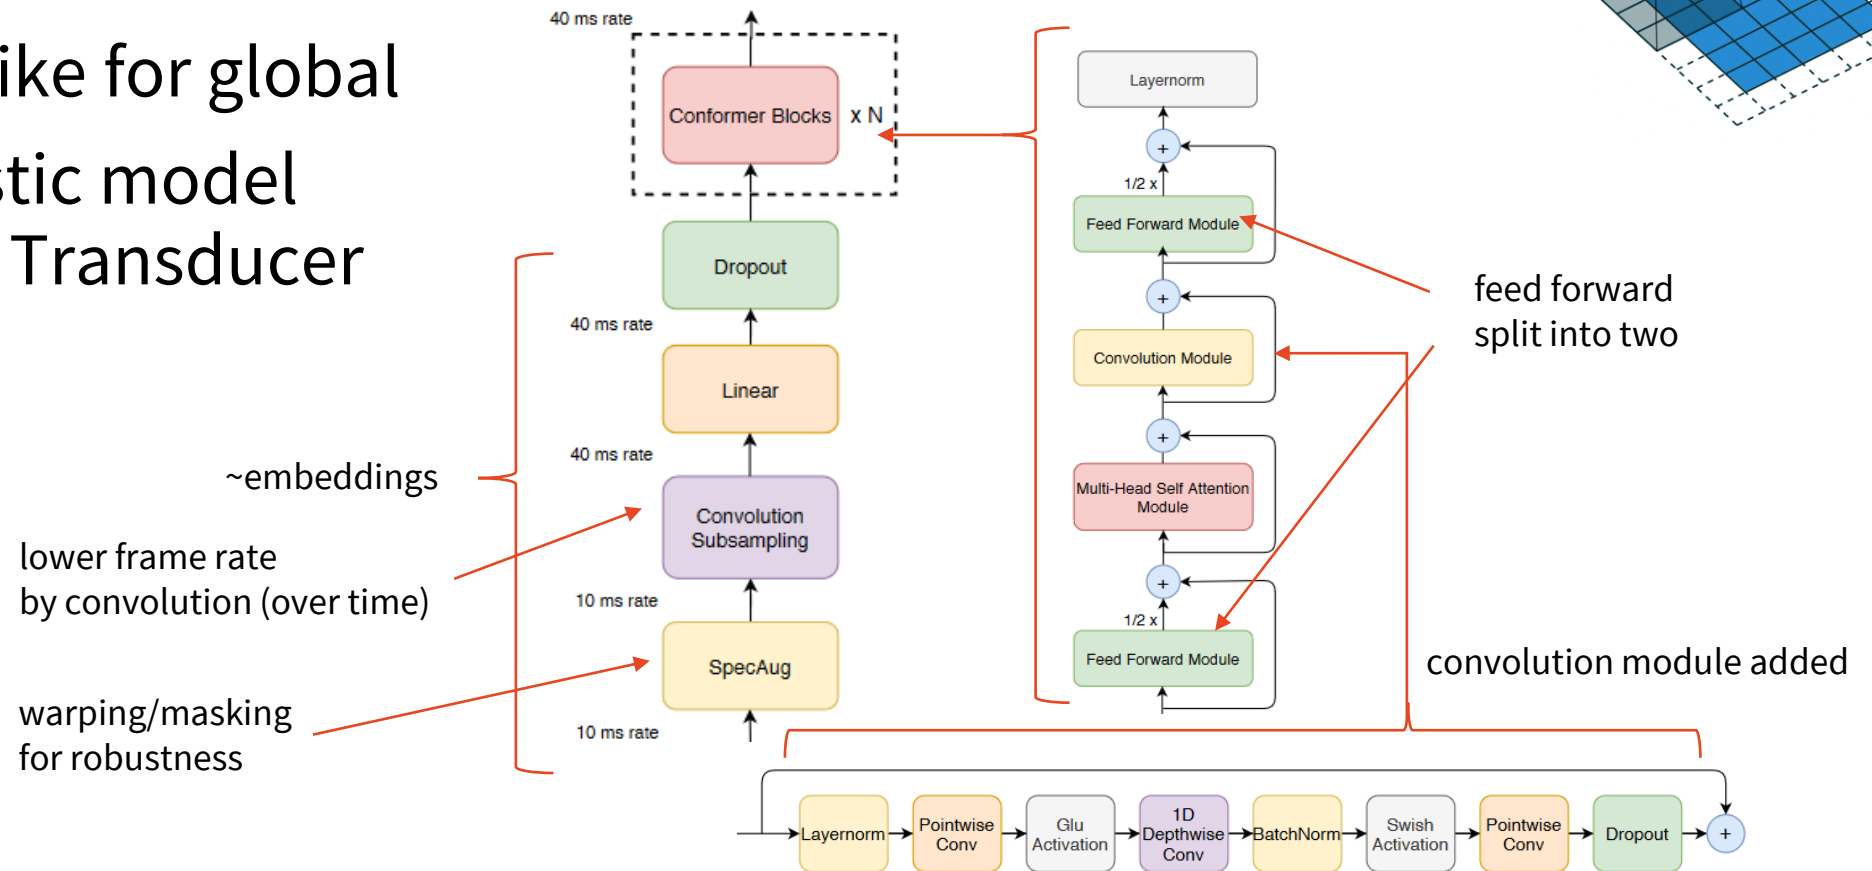 ike for global
stic model
Transducer
40 ms rate
Conformer Blocks
x N
Dropout
40 ms rate
Linear
40 ms rate
Convolution
Subsampling
10 ms rate
SpecAug
10 ms rate
~embeddings
lower frame rate
by convolution (over time)
warping/masking
for robustness
Layernorm
+
1/2 x
Feed Forward Module
+
Convolution Module
+
Multi-Head Self Attention
Module
+
1/2 x
Feed Forward Module
feed forward
split into two
convolution module added
Layernorm
Pointwise
Conv
Glu
Activation
1D
Depthwise
Conv
BatchNorm
Swish
Activation
Pointwise
Conv
Dropout
+